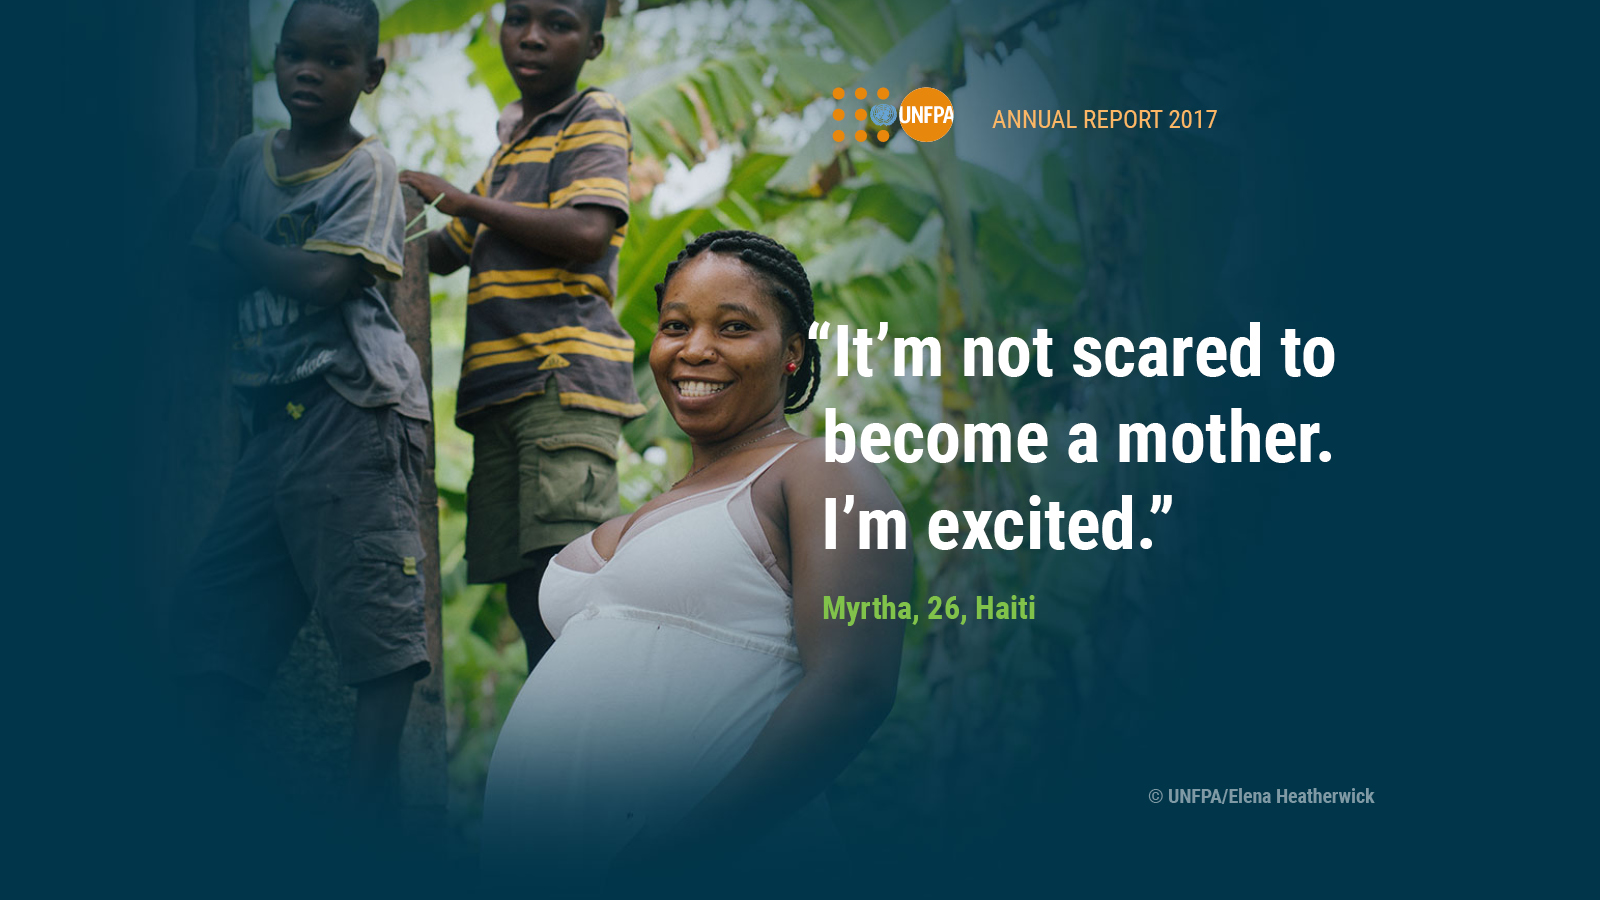 UNFPA
ANNUAL REPORT 2017
“It’m not scared to
become a mother.
I’m excited.”
Myrtha, 26, Haiti
© UNFPA/Elena Heatherwick